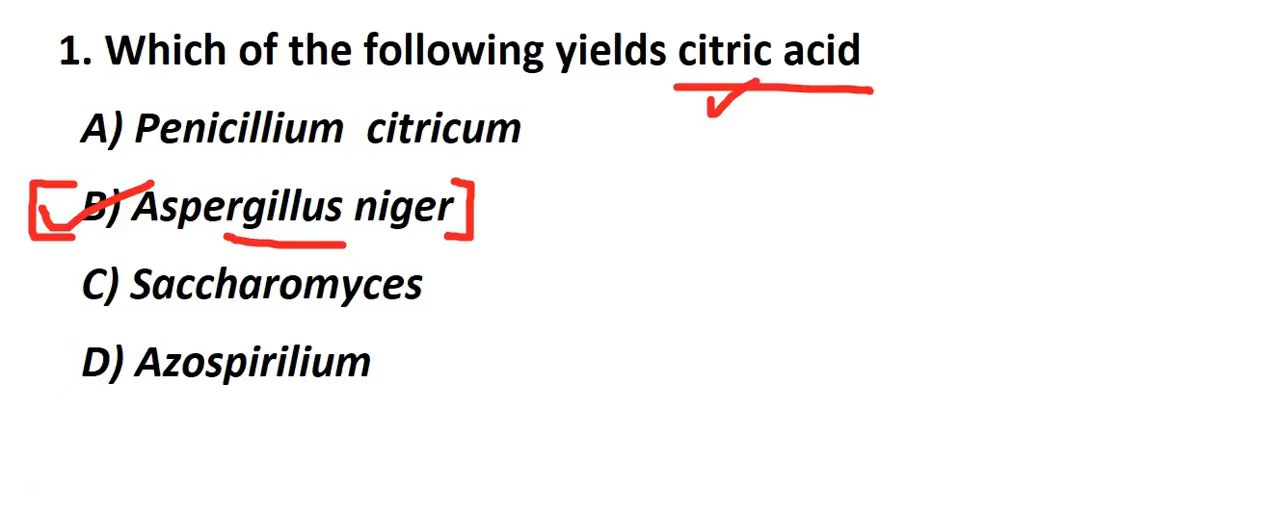 1. Which of the following yields citric acid
A) Penicillium citricum
B) Aspergillus niger
C) Saccharomyces
D) Azospirilium